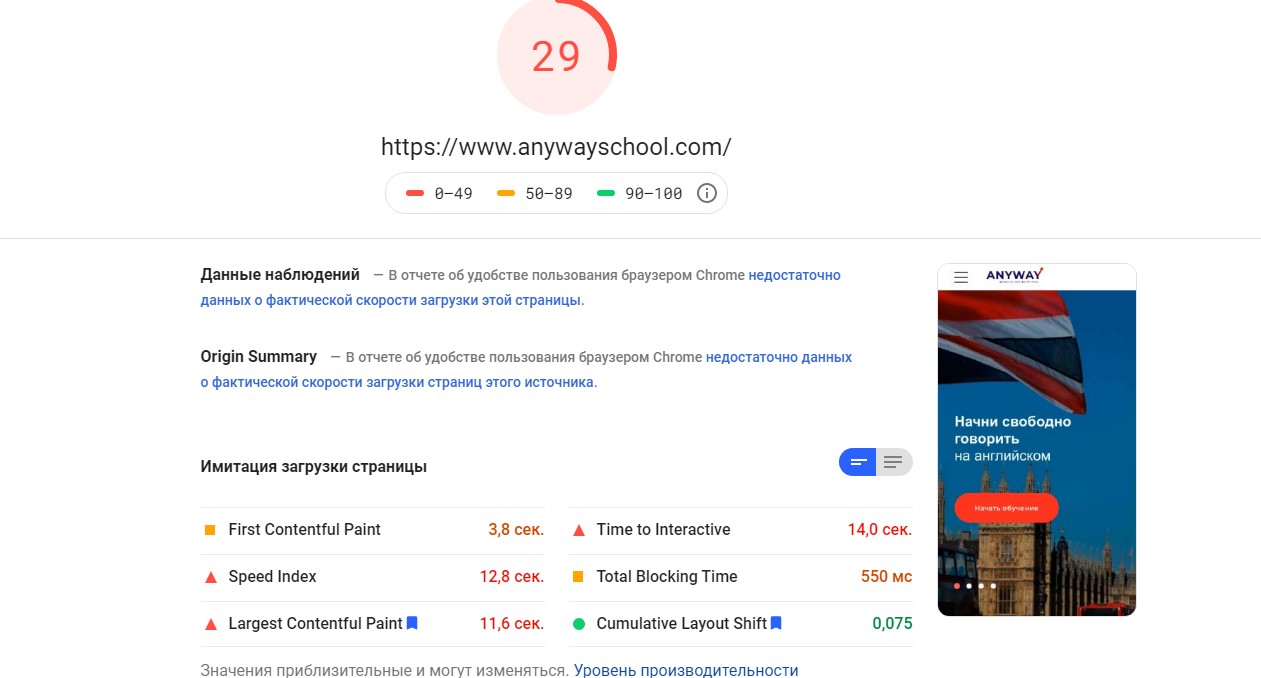 29
https://www.anywayschool.com/
0–49 50–89 90–100
Данные наблюдений — В отчете об удобстве пользования браузером Chrome недостаточно
данных о фактической скорости загрузки этой страницы.
Origin Summary — В отчете об удобстве пользования браузером Chrome недостаточно данных
о фактической скорости загрузки страниц этого источника.
Имитация загрузки страницы
First Contentful Paint 3,8 сек.
Time to Interactive 14,0 сек.
Speed Index 12,8 сек.
Total Blocking Time 550 мс
Largest Contentful Paint 11,6 сек.
Cumulative Layout Shift 0,075
Значения приблизительные и могут изменяться. Уровень производительности
ANYWAY
Начни свободно
говорить
на английском
Начать обучение